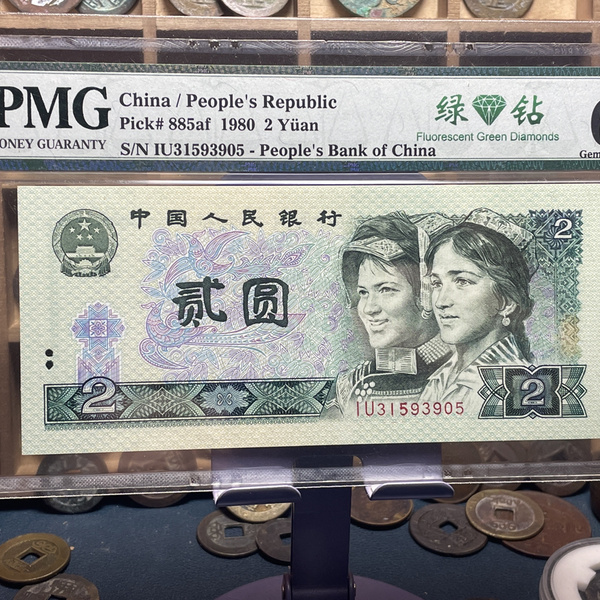 PMG
MONEY GUARANTY
China / People's Republic
Pick# 885af 1980 2 Yüan
S/N IU31593905 - People's Bank of China
绿 钻
Fluorescent Green Diamonds
Gem
中国人民银行
2
贰圆
2
2
IU31593905